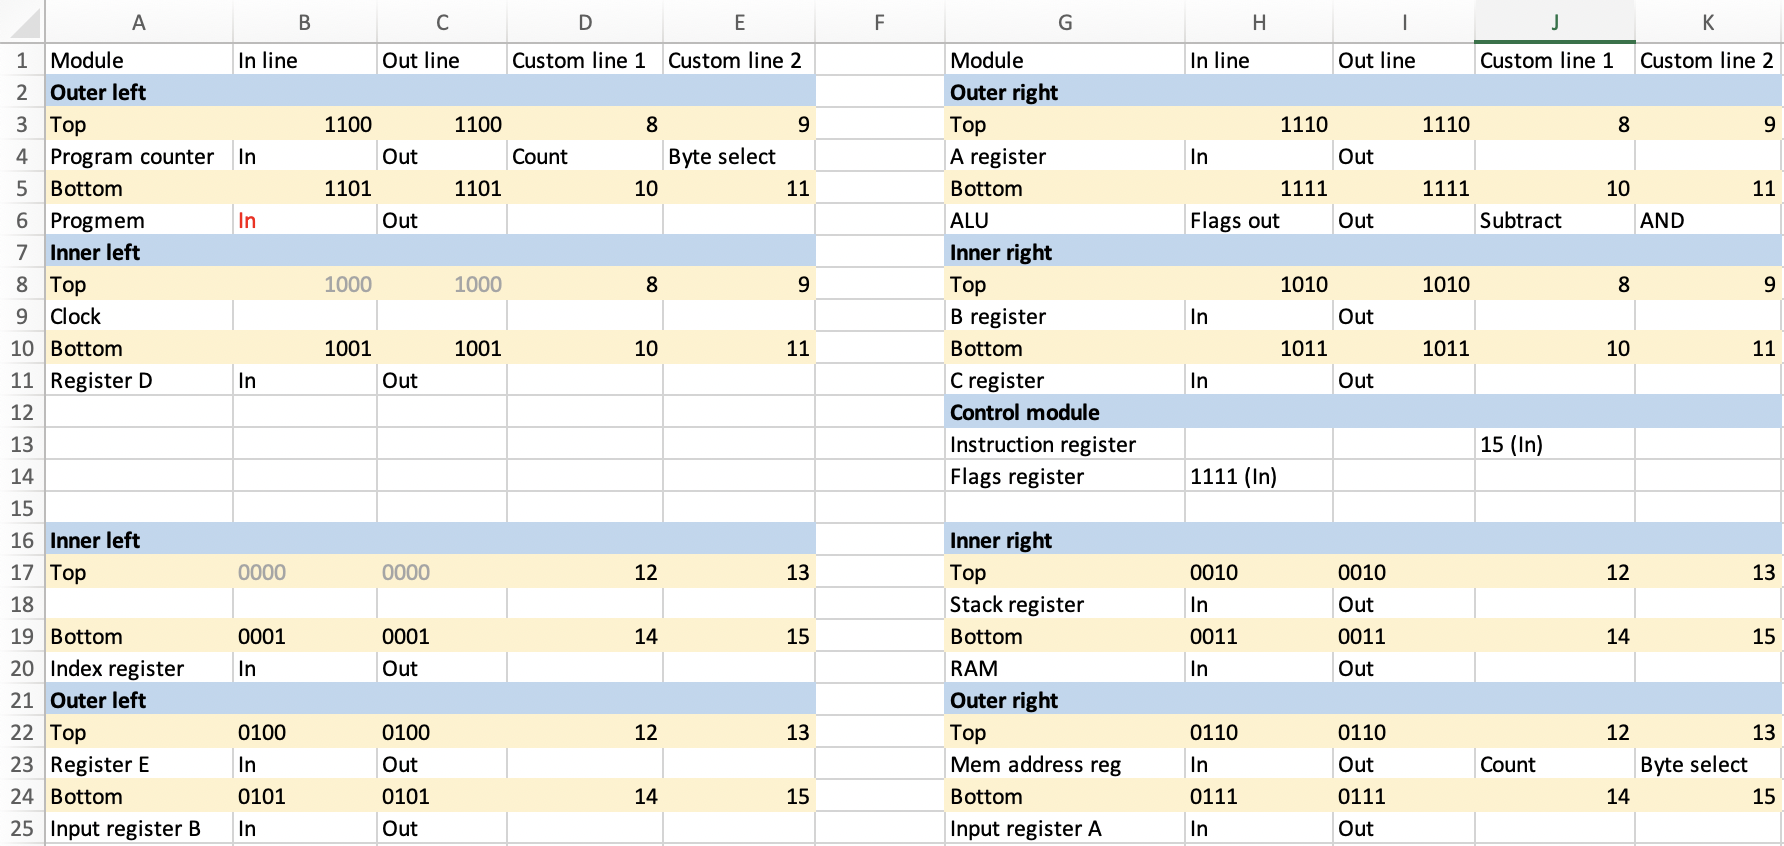 A B C D E F G H I J K
1 Module In line Out line Custom line 1 Custom line 2 Module In line Out line Custom line 1 Custom line 2
2 Outer left Outer right
3 Top 1100 1100 8 9 Top 1110 1110 8 9
4 Program counter In Out Count Byte select A register In Out
5 Bottom 1101 1101 10 11 Bottom 1111 1111 10 11
6 Progmem In Out ALU Flags out Out Subtract AND
7 Inner left Inner right
8 Top 1000 1000 8 9 Top 1010 1010 8 9
9 Clock B register In Out
10 Bottom 1001 1001 10 11 Bottom 1011 1011 10 11
11 Register D In Out C register In Out
12 Control module
13 Instruction register 15 (In)
14 Flags register 1111 (In)
15
16 Inner left Inner right
17 Top 0000 0000 12 13 Top 0010 0010 12 13
18 Stack register In Out
19 Bottom 0001 0001 14 15 Bottom 0011 0011 14 15
20 Index register In Out RAM In Out
21 Outer left Outer right
22 Top 0100 0100 12 13 Top 0110 0110 12 13
23 Register E In Out Mem address reg In Out Count Byte select
24 Bottom 0101 0101 14 15 Bottom 0111 0111 14 15
25 Input register B In Out Input register A In Out